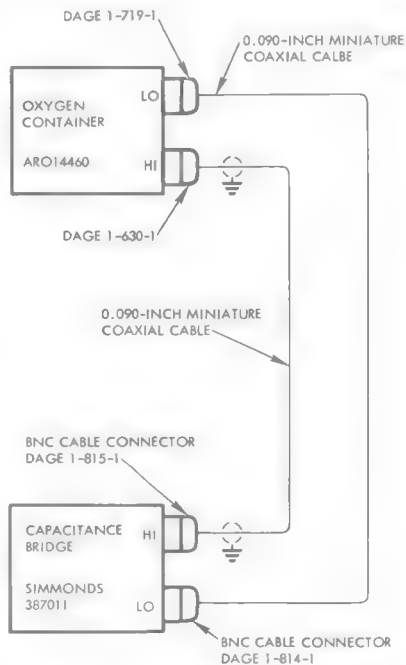 DAGE 1-719-1
0.090-INCH MINIATURE
COAXIAL CALBE
LO
OXYGEN
CONTAINER
ARO14460
HI
DAGE 1-630-1
0.090-INCH MINIATURE
COAXIAL CABLE
BNC CABLE CONNECTOR
DAGE 1-815-1
CAPACITANCE
BRIDGE
HI
SIMMONDS
387011
LO
BNC CABLE CONNECTOR
DAGE 1-814-1